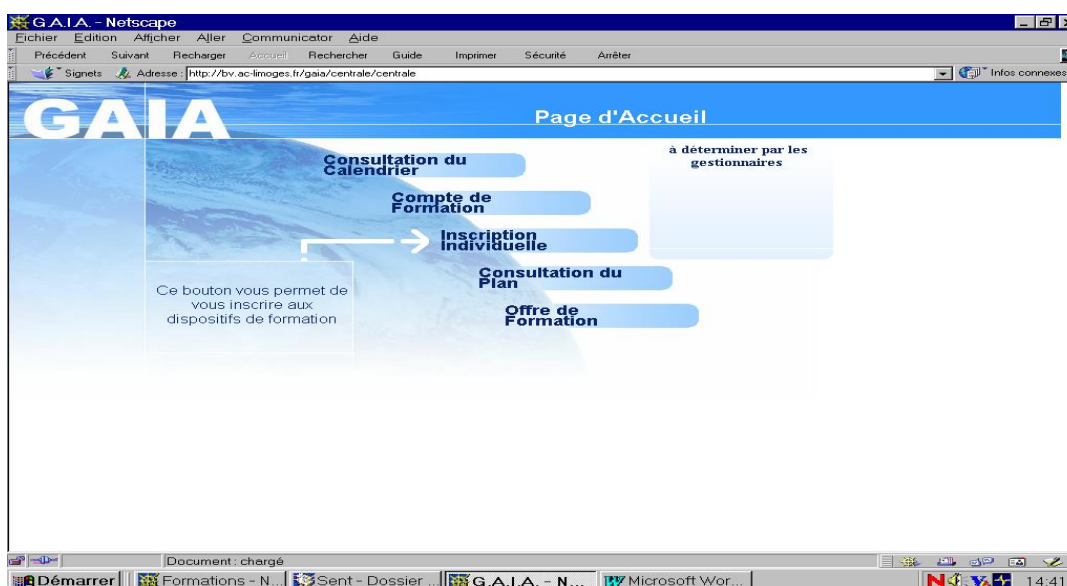 G.A.I.A. - Netscape
Fichier Edition Afficher Aller Communicator Aide
Précédent Suivant Recharger Accueil Rechercher Guide Imprimer Sécurité Arrêter
Signets Adresse : http://bv.ac-limoges.fr/gaia/centrale/centrale Infos connexes
GAIA
Page d'Accueil
à déterminer par les
gestionnaires
Consultation du
Calendrier
Compte de
Formation
Inscription
Individuelle
Consultation du
Plan
Offre de
Formation
Ce bouton vous permet de
vous inscrire aux
dispositifs de formation
Document : chargé
Démarrer Formations - N... Sent - Dossier ... G.A.I.A. - N... Microsoft Wor... 14:41